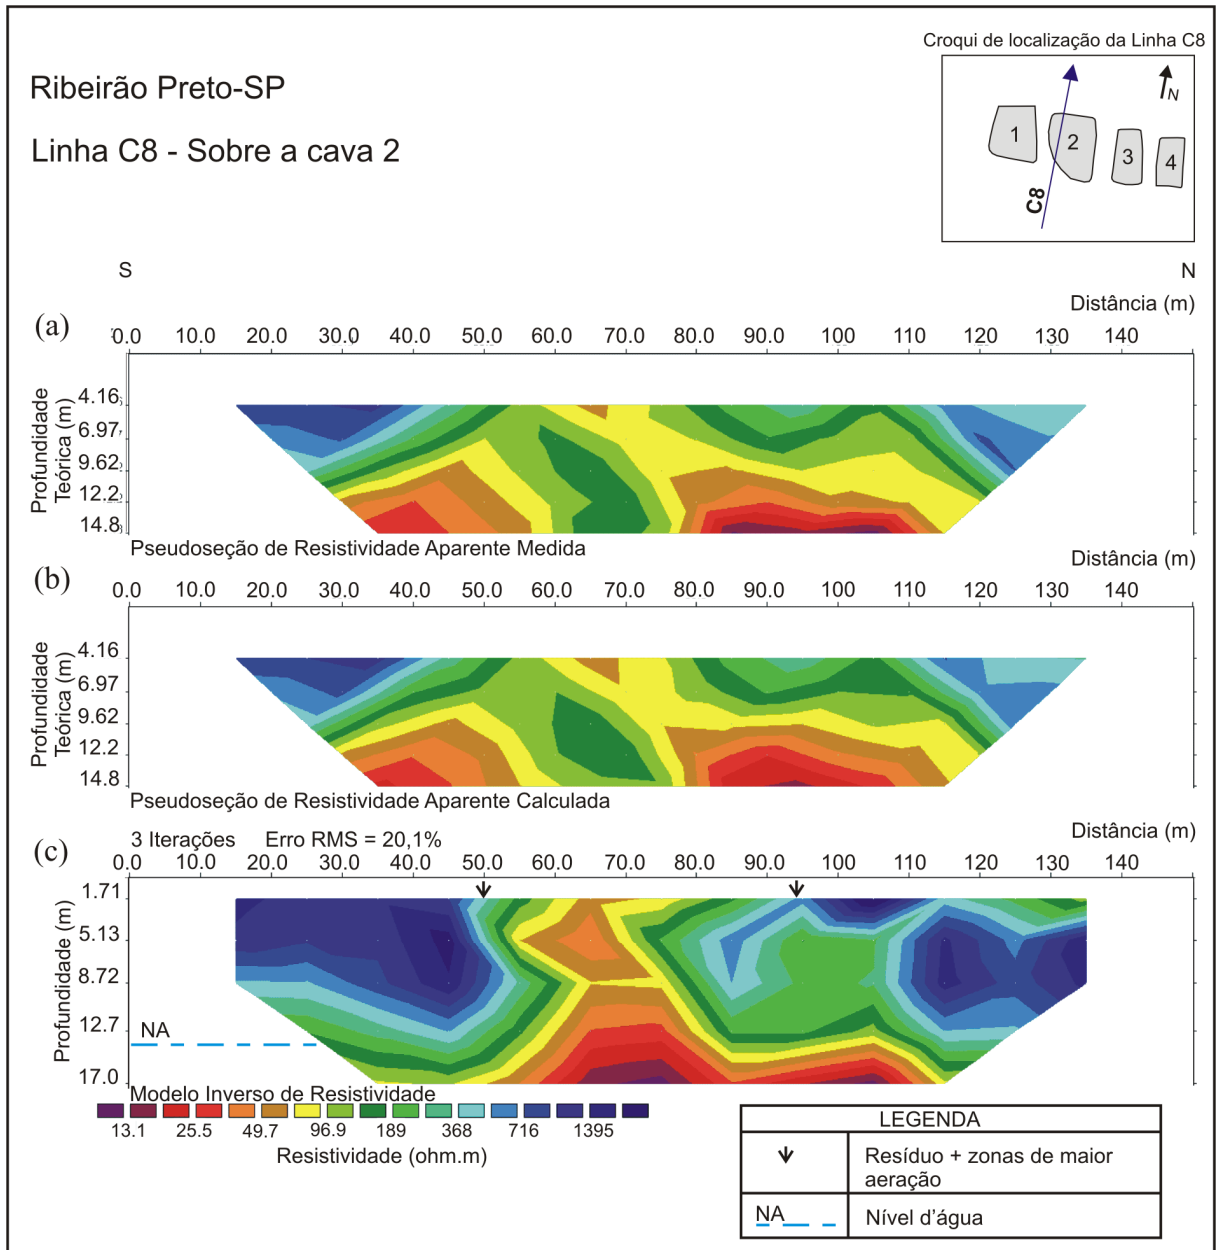 Croqui de localização da Linha C8
Ribeirão Preto-SP
Linha C8 - Sobre a cava 2
N
1
2
3
4
C8
S
N
Distância (m)
(a)
0.0 10.0 20.0 30.0 40.0 50.0 60.0 70.0 80.0 90.0 100 110 120 130 140
Profundidade
Teórica (m)
4.16
6.97
9.62
12.2
14.8
Pseudoseção de Resistividade Aparente Medida
Distância (m)
(b)
0.0 10.0 20.0 30.0 40.0 50.0 60.0 70.0 80.0 90.0 100 110 120 130 140
Profundidade
Teórica (m)
4.16
6.97
9.62
12.2
14.8
Pseudoseção de Resistividade Aparente Calculada
3 Iterações Erro RMS = 20,1%
Distância (m)
(c)
0.0 10.0 20.0 30.0 40.0 50.0 60.0 70.0 80.0 90.0 100 110 120 130 140
Profundidade (m)
1.71
5.13
8.72
12.7
17.0
NA
Modelo Inverso de Resistividade
13.1 25.5 49.7 96.9 189 368 716 1395
Resistividade (ohm.m)
LEGENDA
Resíduo + zonas de maior
aeração
NA
Nível d'água